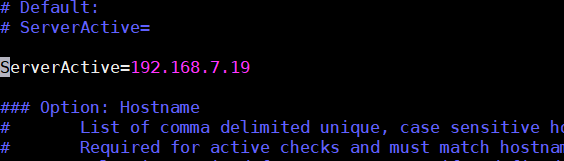 # Default:
# ServerActive=
ServerActive=192.168.7.19
### Option: Hostname
# List of comma delimited unique, case sensitive
# Required for active checks and must match